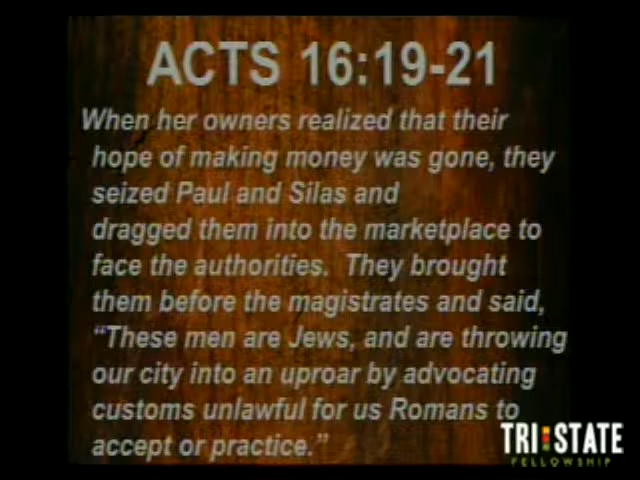 ACTS 16:19-21
When her owners realized that their
hope of making money was gone, they
seized Paul and Silas and
dragged them into the marketplace to
face the authorities.  They brought
them before the magistrates and said,
“These men are Jews, and are throwing
our city into an uproar by advocating
customs unlawful for us Romans to
accept or practice.”
TRI STATE
FELLOWSHIP